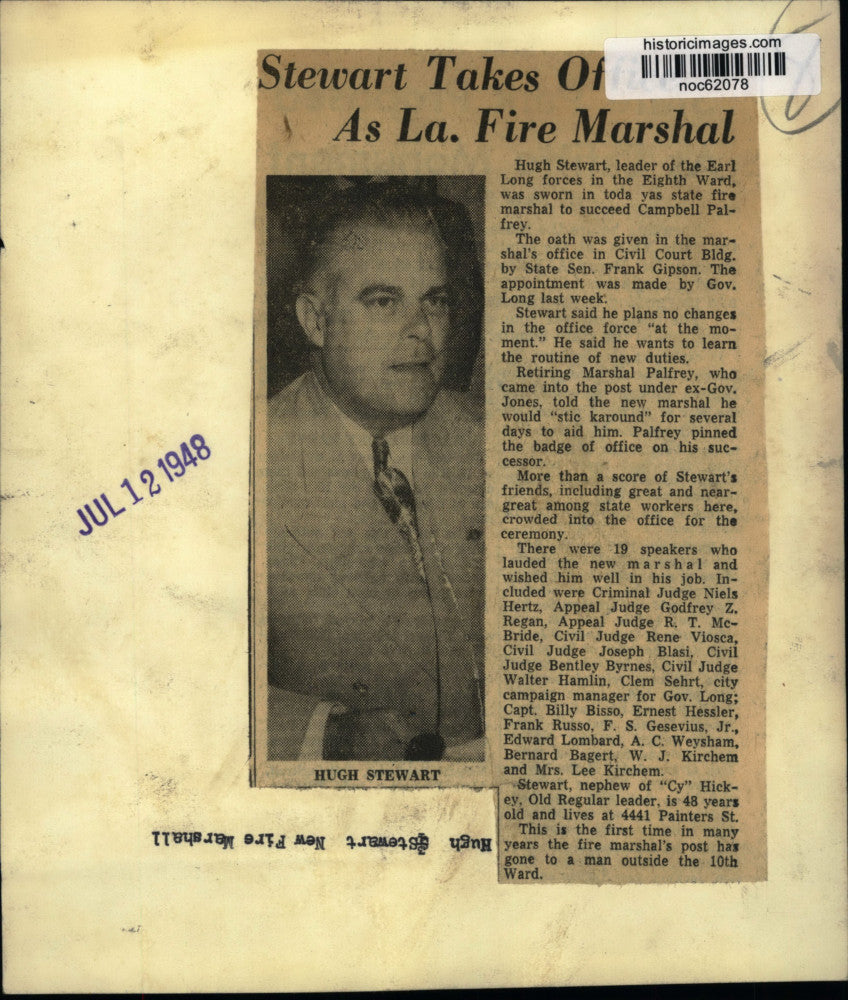 historicimages.com
noc62078
Stewart Takes Of
As La. Fire Marshal
Hugh Stewart, leader of the Earl
Long forces in the Eighth Ward,
was sworn in toda yas state fire
marshal to succeed Campbell Pal-
frey.
The oath was given in the mar-
shal's office in Civil Court Bldg.
by State Sen. Frank Gipson. The
appointment was made by Gov.
Long last week.
Stewart said he plans no changes
in the office force "at the mo-
ment." He said he wants to learn
the routine of new duties.
Retiring Marshal Palfrey, who
came into the post under ex-Gov.
Jones, told the new marshal he
would "stic karound" for several
days to aid him. Palfrey pinned
the badge of office on his suc-
cessor.
More than a score of Stewart's
friends, including great and near-
great among state workers here,
crowded into the office for the
ceremony.
There were 19 speakers who
lauded the new marshal and
wished him well in his job. In-
cluded were Criminal Judge Niels
Hertz, Appeal Judge Godfrey Z.
Regan, Appeal Judge R. T. Mc-
Bride, Civil Judge Rene Viosca,
Civil Judge Joseph Blasi, Civil
Judge Bentley Byrnes, Civil Judge
Walter Hamlin, Clem Sehrt, city
campaign manager for Gov. Long;
Capt. Billy Bisso, Ernest Hessler,
Frank Russo, F. S. Gesevius, Jr.,
Edward Lombard, A. C. Weysham,
Bernard Bagert, W. J. Kirchem
and Mrs. Lee Kirchem.
Stewart, nephew of "Cy" Hick-
ey, Old Regular leader, is 48 years
old and lives at 4441 Painters St.
This is the first time in many
years the fire marshal's post has
gone to a man outside the 10th
Ward.
HUGH STEWART
JUL 12 1948
Hugh Stewart New Fire Marshall